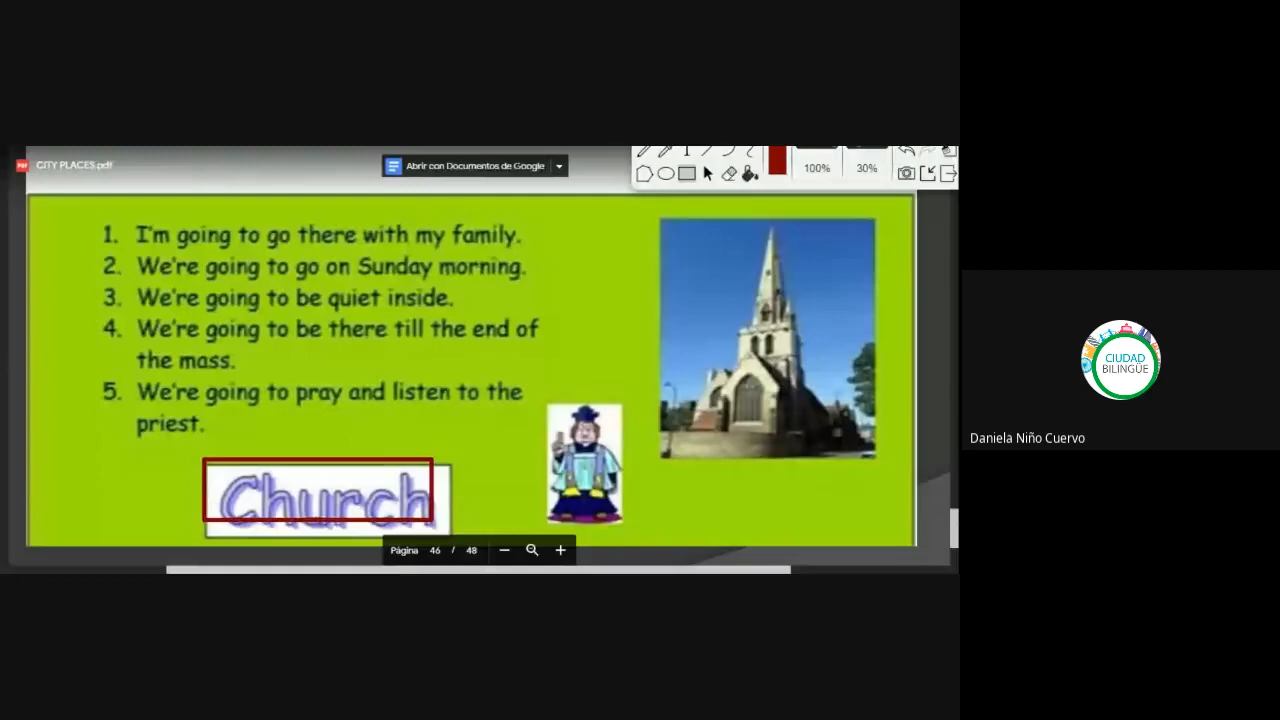 CITY PLACES.pdf
Abrir con Documentos de Google
100%
30%
1. I'm going to go there with my family.
2. We're going to go on Sunday morning.
3. We're going to be quiet inside.
4. We're going to be there till the end of
the mass.
5. We're going to pray and listen to the
priest.
Church
Página 46 / 48
CIUDAD
BILINGÜE
Daniela Niño Cuervo